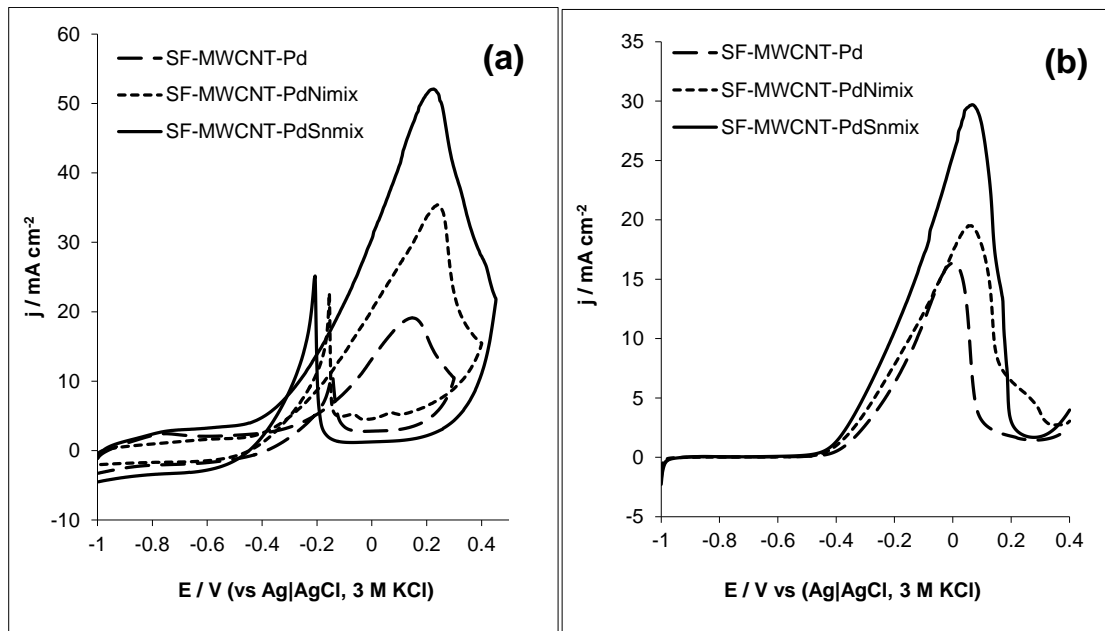 (a)
SF-MWCNT-Pd
SF-MWCNT-PdNimix
SF-MWCNT-PdSnmix
60
50
40
30
20
10
0
-10
j / mA cm-2
-1 -0.8 -0.6 -0.4 -0.2 0 0.2 0.4
E / V (vs Ag|AgCl, 3 M KCl)
(b)
SF-MWCNT-Pd
SF-MWCNT-PdNimix
SF-MWCNT-PdSnmix
35
30
25
20
15
10
5
0
-5
j / mA cm-2
-1 -0.8 -0.6 -0.4 -0.2 0 0.2 0.4
E / V vs (Ag|AgCl, 3 M KCl)